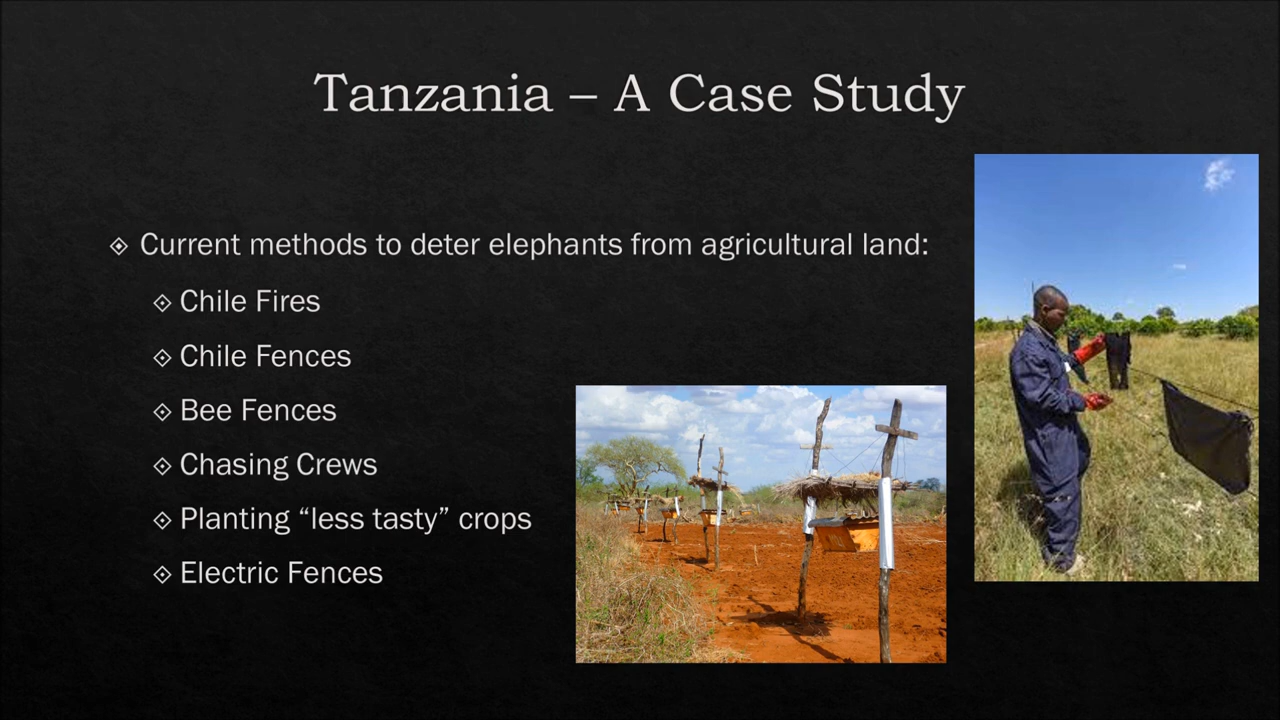 Tanzania – A Case Study
Current methods to deter elephants from agricultural land:
Chile Fires
Chile Fences
Bee Fences
Chasing Crews
Planting “less tasty” crops
Electric Fences